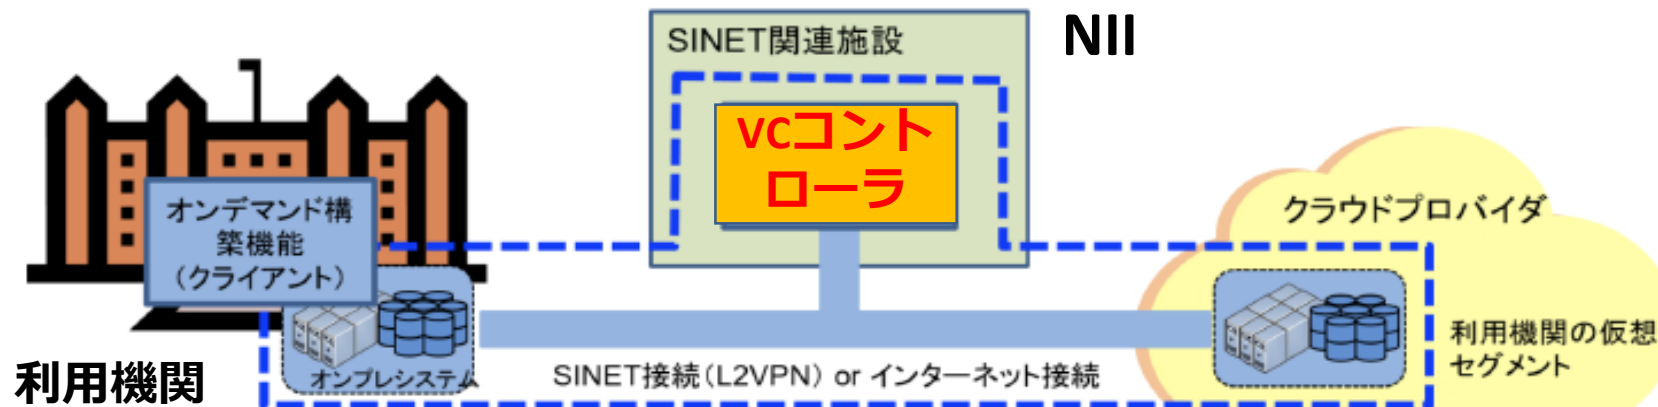 SINET関連施設
NII
VCコント
ローラ
オンデマンド構
築機能
（クライアント）
クラウドプロバイダ
利用機関の仮想
セグメント
オンプレシステム
SINET接続（L2VPN） or インターネット接続
利用機関